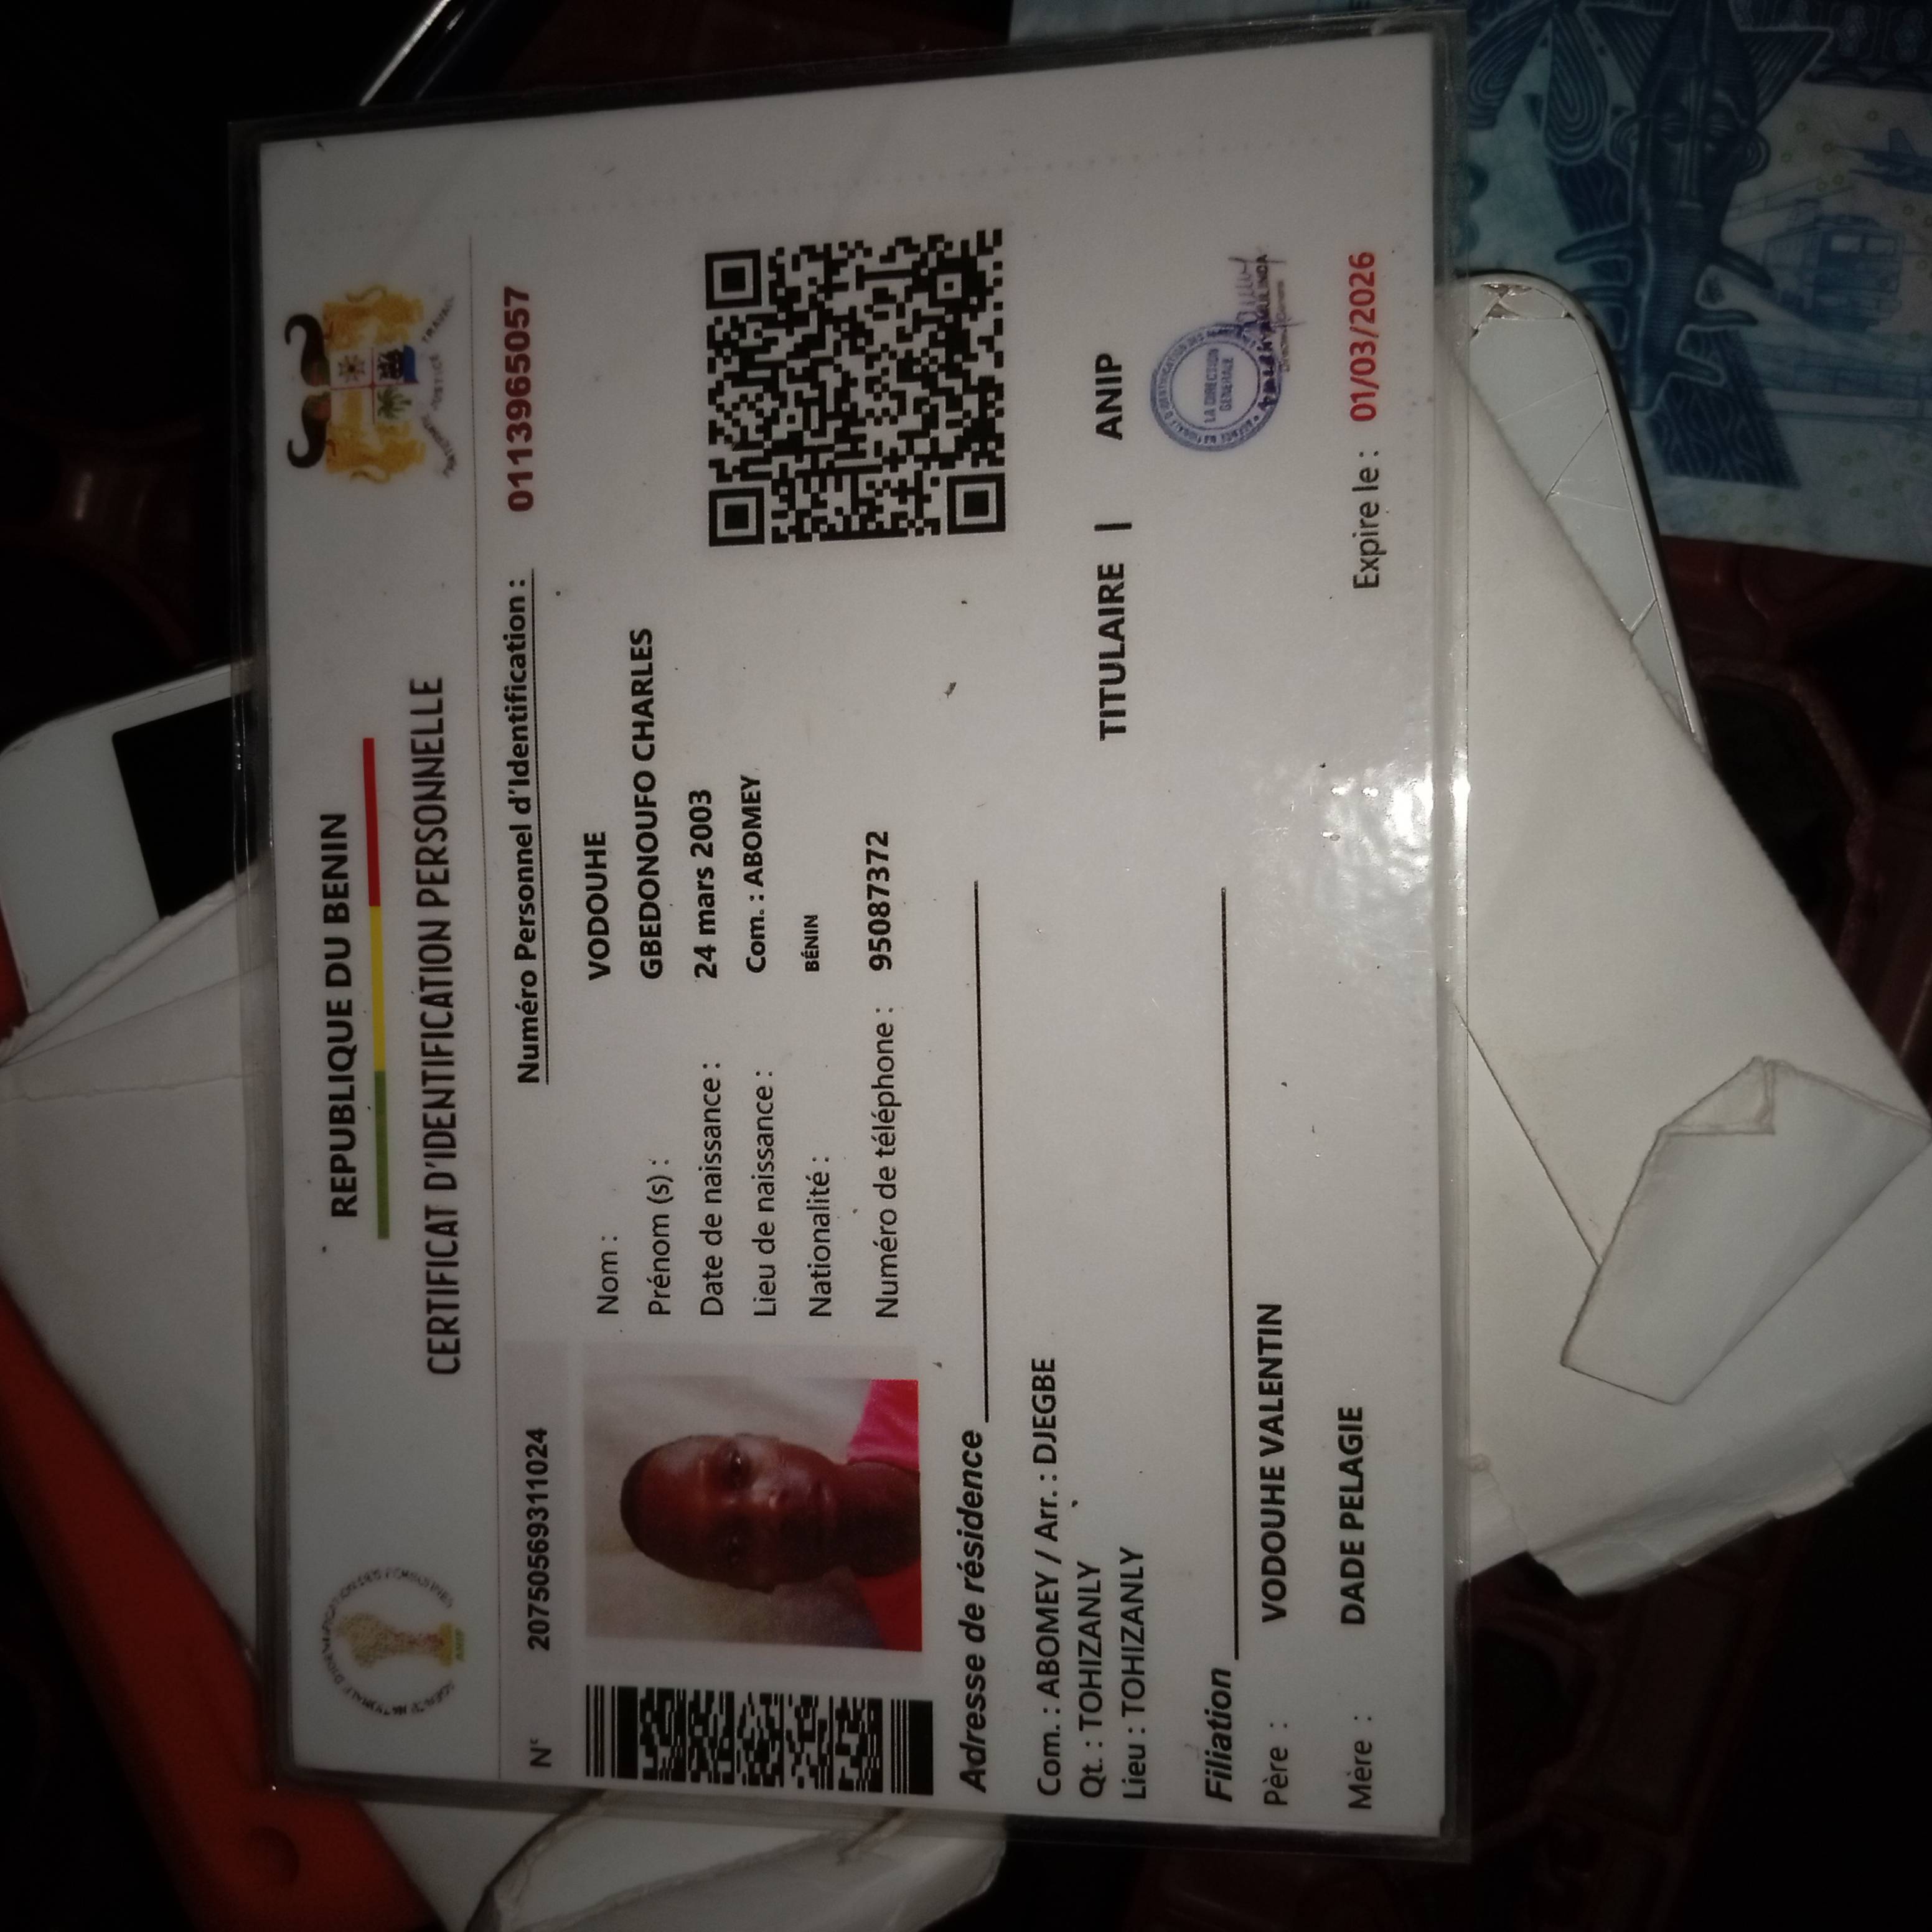 REPUBLIQUE DU BENIN
CERTIFICAT D'IDENTIFICATION PERSONNELLE
TRAVAIL
N° 20750569311024
Numéro Personnel d'Identification : 0113965057
Nom : VODOUHE
Prénom (s) : GBEDONOUFO CHARLES
Date de naissance : 24 mars 2003
Lieu de naissance : Com. : ABOMEY
Nationalité : BÉNIN
Numéro de téléphone : 95087372
Adresse de résidence
Com. : ABOMEY / Arr. : DJEGBE
Qt. : TOHIZANLY
Lieu : TOHIZANLY
TITULAIRE | ANIP
LA DIRECTION
GENERALE
Filiation
Père : VODOUHE VALENTIN
Mère : DADE PELAGIE
Expire le : 01/03/2026